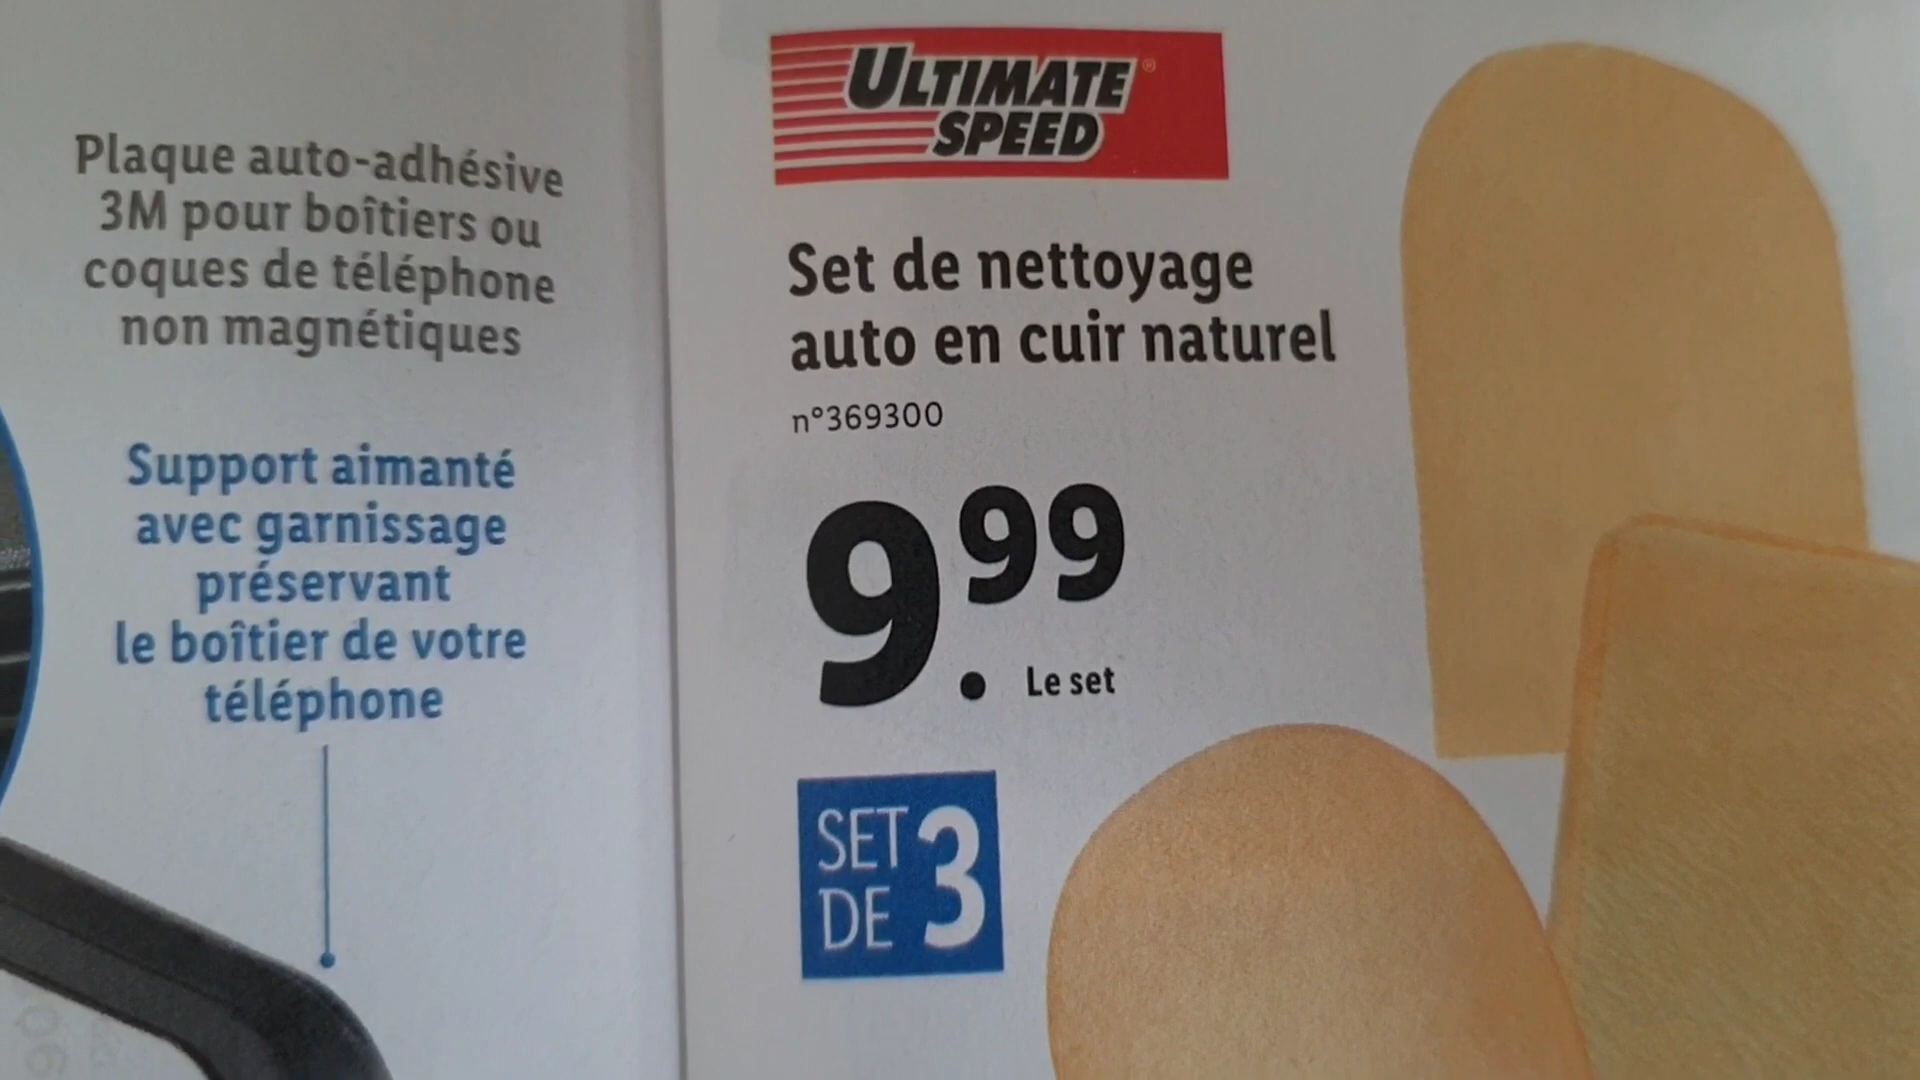 Plaque auto-adhésive
3M pour boîtiers ou
coques de téléphone
non magnétiques
Support aimanté
avec garnissage
préservant
le boîtier de votre
téléphone
ULTIMATE®
SPEED
Set de nettoyage
auto en cuir naturel
n°369300
9.99
Le set
SET
DE 3